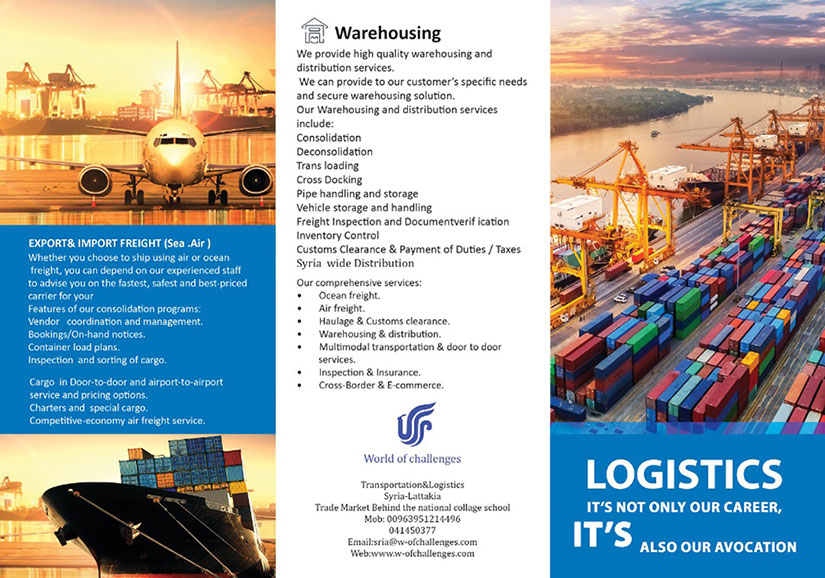 EXPORT& IMPORT FREIGHT (Sea .Air )
Whether you choose to ship using air or ocean
freight, you can depend on our experienced staff
to advise you on the fastest, safest and best-priced
carrier for your
Features of our consolidation programs:
Vendor coordination and management.
Bookings/On-hand notices.
Container load plans.
Inspection and sorting of cargo.
Cargo in Door-to-door and airport-to-airport
service and pricing options.
Charters and special cargo.
Competitive-economy air freight service.
Warehousing
We provide high quality warehousing and
distribution services.
We can provide to our customer's specific needs
and secure warehousing solution.
Our Warehousing and distribution services
include:
Consolidation
Deconsolidation
Trans loading
Cross Docking
Pipe handling and storage
Vehicle storage and handling
Freight Inspection and Documentverif ication
Inventory Control
Customs Clearance & Payment of Duties / Taxes
Syria wide Distribution
Our comprehensive services:
• Ocean freight.
• Air freight.
• Haulage & Customs clearance.
• Warehousing & distribution.
• Multimodal transportation & door to door
services.
• Inspection & Insurance.
• Cross-Border & E-commerce.
World of challenges
Transportation&Logistics
Syria-Lattakia
Trade Market Behind the national collage school
Mob: 00963951214496
041450377
Email:sria@w-ofchallenges.com
Web:www.w-ofchallenges.com
LOGISTICS
IT'S NOT ONLY OUR CAREER,
IT'S ALSO OUR AVOCATION